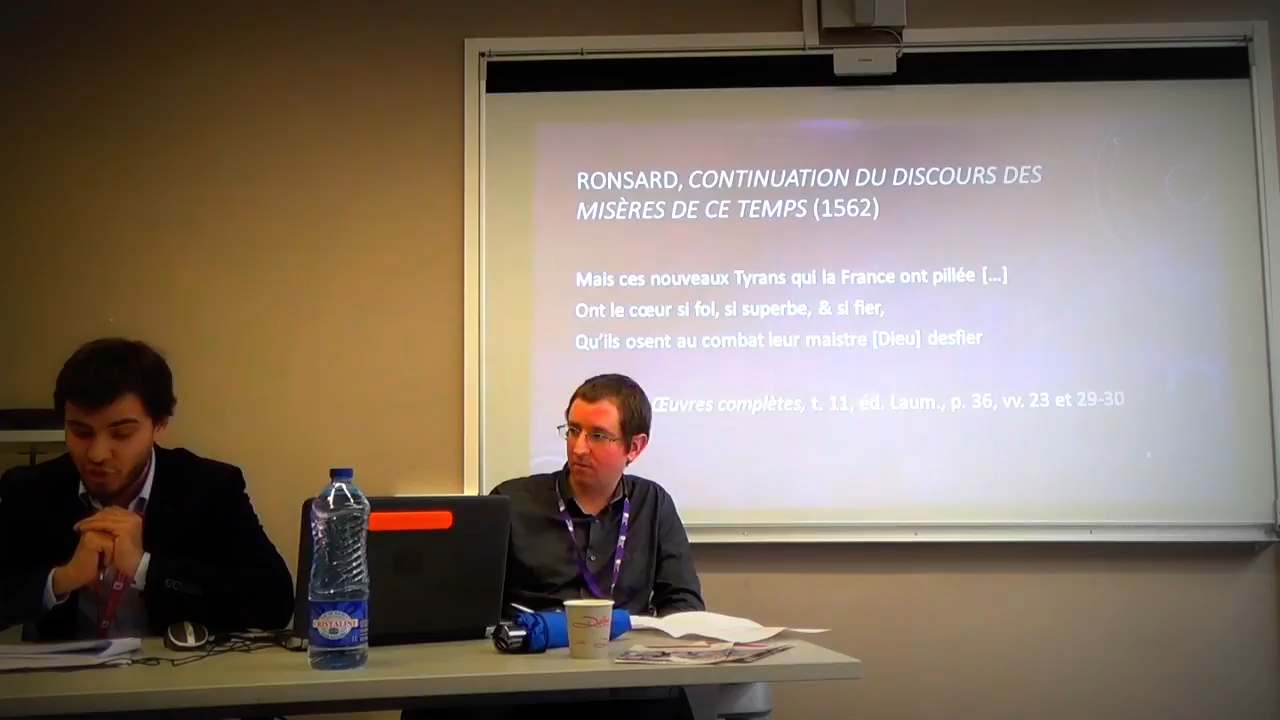 RONSARD, CONTINUATION DU DISCOURS DES
MISÈRES DE CE TEMPS (1562)
Mais ces nouveaux Tyrans qui la France ont pillée [...]
Ont le cœur si fol, si superbe, & si fier,
Qu'ils osent au combat leur maistre [Dieu] desfier
Œuvres complètes, t. 11, éd. Laum., p. 36, vv. 23 et 29-30
CRISTALINE